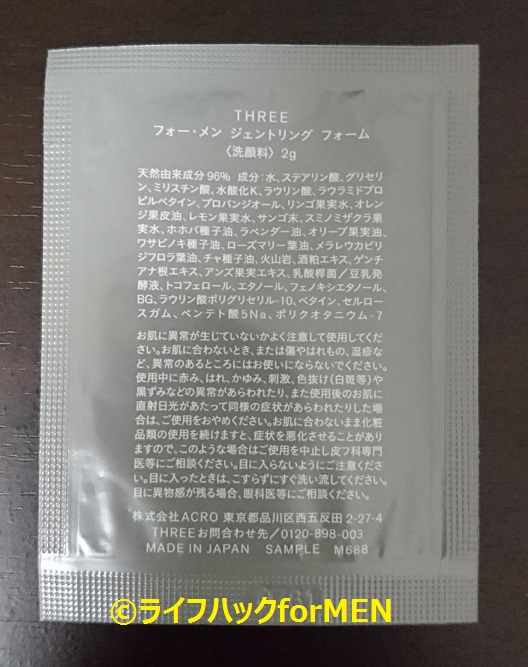 THREE
フォー・メン ジェントリング フォーム
〈洗顔料〉2g
天然由来成分96% 成分：水、ステアリン酸、グリセリ
ン、ミリスチン酸、水酸化K、ラウリン酸、ラウラミドプロ
ピルベタイン、プロパンジオール、リンゴ果実水、オレン
ジ果皮油、レモン果実水、サンゴ末、スミノミザクラ果
実水、ホホバ種子油、ラベンダー油、オリーブ果実油、
ワサビノキ種子油、ローズマリー葉油、メラレウカビリ
ジフロラ葉油、チャ種子油、火山岩、酒粕エキス、ゲンチ
アナ根エキス、アンズ果実エキス、乳酸桿菌／豆乳発
酵液、トコフェロール、エタノール、フェノキシエタノール、
BG、ラウリン酸ポリグリセリル-10、ベタイン、セルロー
スガム、ペンテト酸5Na、ポリクオタニウム-7
お肌に異常が生じていないかよく注意して使用してくだ
さい。お肌に合わないとき、または傷やはれもの、湿疹な
ど、異常のあるところにはお使いにならないでください。
使用中に赤み、はれ、かゆみ、刺激、色抜け(白斑等)や
黒ずみなどの異常があらわれたり、また使用後のお肌に
直射日光があたって同様の症状があらわれたりした場
合は、ご使用をおやめください。お肌に合わないまま化粧
品類の使用を続けますと、症状を悪化させることがあり
ますので、このような場合はご使用を中止し皮フ科専門
医等にご相談ください。目に入らないようにご注意くださ
い。目に入ったときは、こすらずにすぐ洗い流してください。
目に異物感が残る場合、眼科医等にご相談ください。
株式会社ACRO 東京都品川区西五反田2-27-4
THREEお問合わせ先／0120-898-003
MADE IN JAPAN SAMPLE M688
©ライフハックforMEN